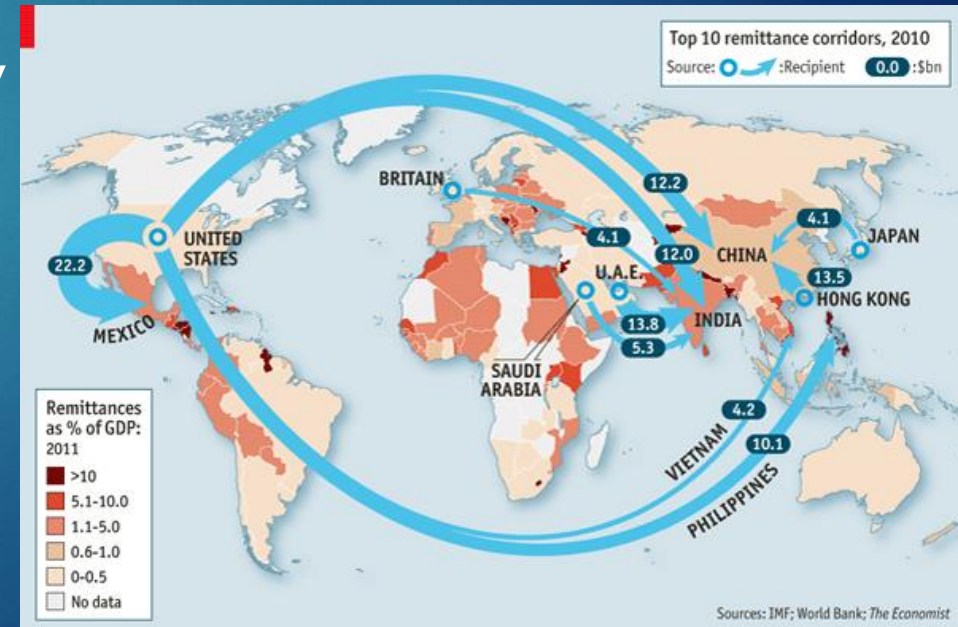 Top 10 remittance corridors, 2010
Source: :Recipient 0.0 :$bn
BRITAIN
12.2
4.1
JAPAN
UNITED
STATES
4.1
12.0
CHINA
22.2
U.A.E.
13.5
HONG KONG
MEXICO
13.8
INDIA
5.3
SAUDI
ARABIA
4.2
VIETNAM
10.1
PHILIPPINES
Remittances
as % of GDP:
2011
>10
5.1-10.0
1.1-5.0
0.6-1.0
0-0.5
No data
Sources: IMF; World Bank; The Economist